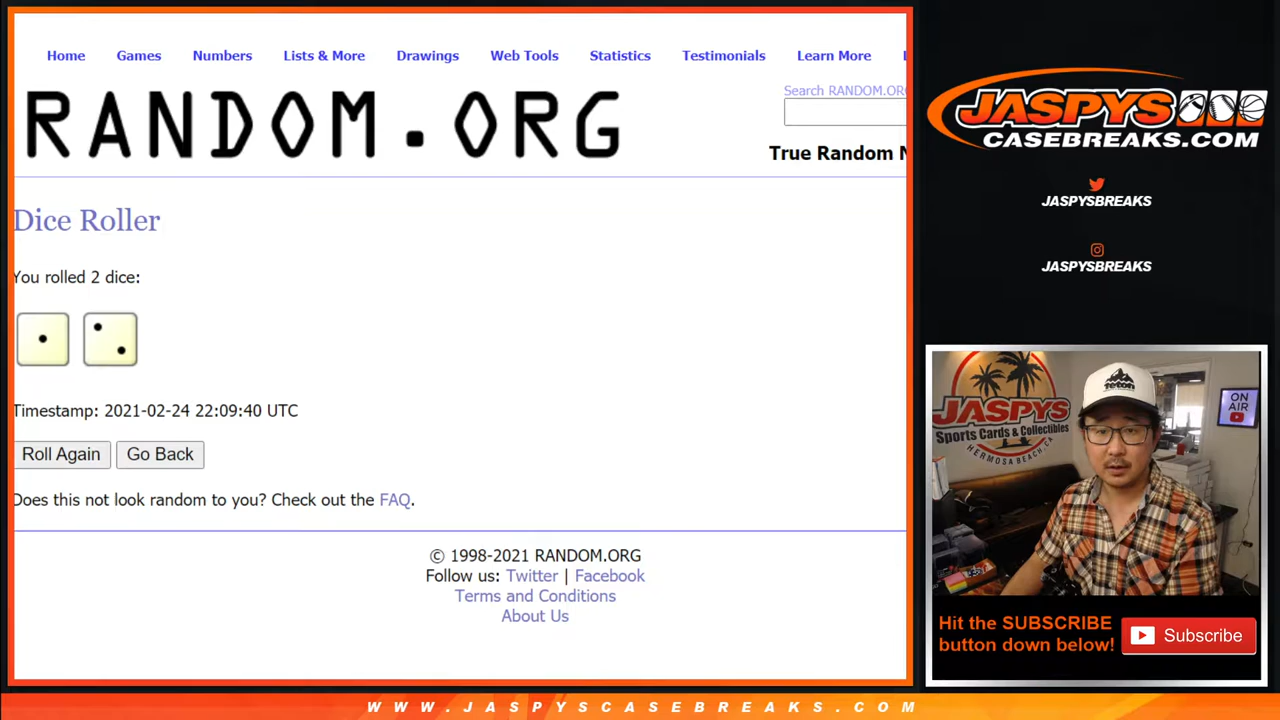 Home Games Numbers Lists & More Drawings Web Tools Statistics Testimonials Learn More
RANDOM.ORG
Search RANDOM.ORG
True Random N
Dice Roller
You rolled 2 dice:
Timestamp: 2021-02-24 22:09:40 UTC
Roll Again Go Back
Does this not look random to you? Check out the FAQ.
© 1998-2021 RANDOM.ORG
Follow us: Twitter | Facebook
Terms and Conditions
About Us
JASPYS
CASEBREAKS.COM
JASPYSBREAKS
JASPYSBREAKS
JASPYS
Sports Cards & Collectibles
HERMOSA BEACH, CA
teton
ON
AIR
Hit the SUBSCRIBE
button down below!
Subscribe
WWW.JASPYSCASEBREAKS.COM